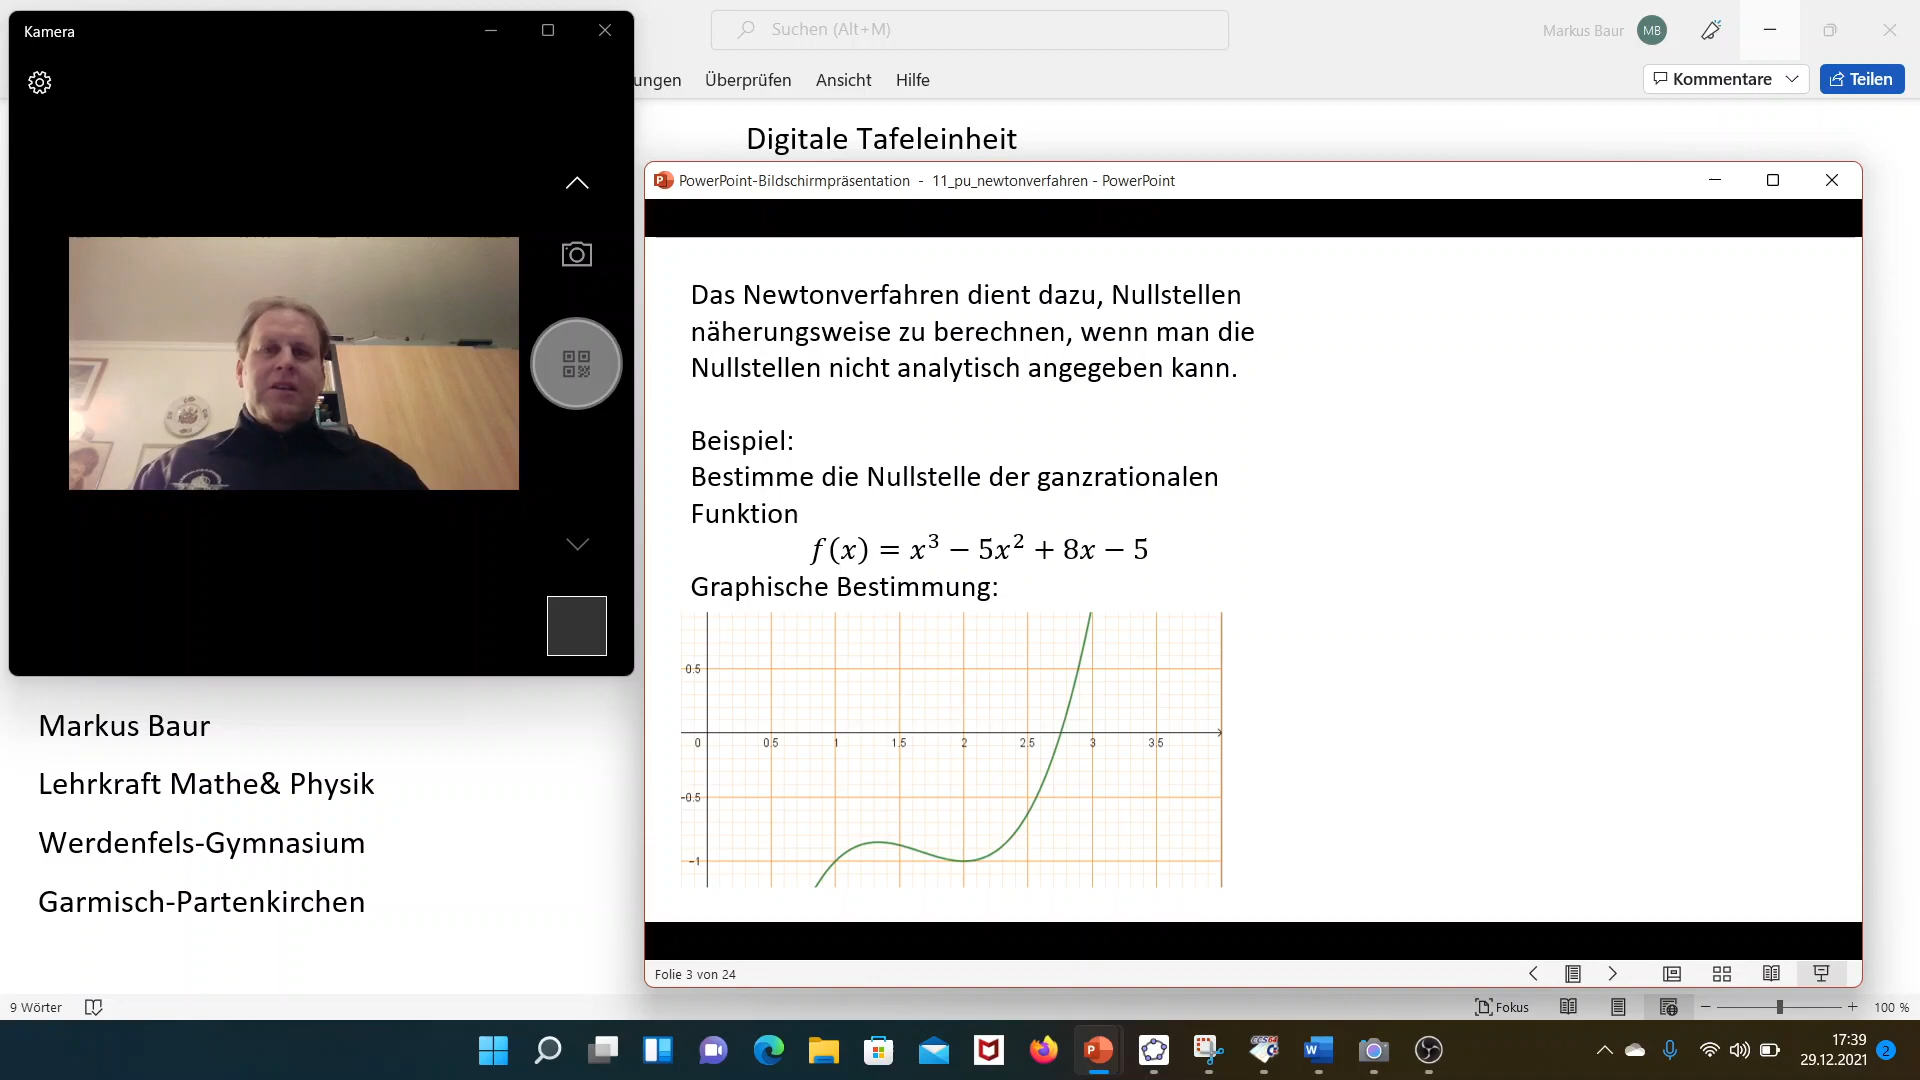 Kamera
Suchen (Alt+M)
Markus Baur
MB
ungen
Überprüfen
Ansicht
Hilfe
Kommentare
Teilen
Digitale Tafeleinheit
PowerPoint-Bildschirmpräsentation - 11_pu_newtonverfahren - PowerPoint
Das Newtonverfahren dient dazu, Nullstellen
näherungsweise zu berechnen, wenn man die
Nullstellen nicht analytisch angegeben kann.
Beispiel:
Bestimme die Nullstelle der ganzrationalen
Funktion
f(x) = x³ − 5x² + 8x − 5
Graphische Bestimmung:
0.5
0
0.5
1
1.5
2
2.5
3
3.5
-0.5
-1
Markus Baur
Lehrkraft Mathe& Physik
Werdenfels-Gymnasium
Garmisch-Partenkirchen
Folie 3 von 24
9 Wörter
Fokus
100 %
17:39
29.12.2021
2